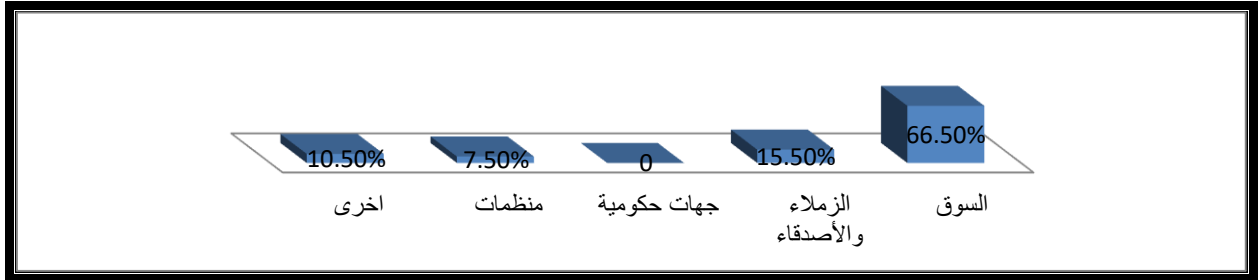 66.50%
15.50%
0
7.50%
10.50%
السوق
الزملاء
والأصدقاء
جهات حكومية
منظمات
اخرى